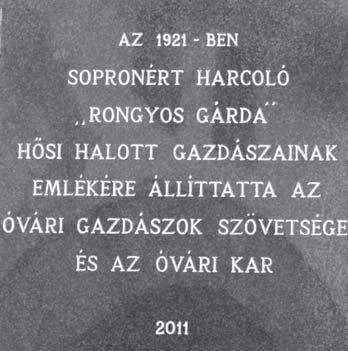 AZ 1921 - BEN
SOPRONÉRT HARCOLÓ
„RONGYOS GÁRDA”
HŐSI HALOTT GAZDÁSZAINAK
EMLÉKÉRE ÁLLÍTTATTA AZ
ÓVÁRI GAZDÁSZOK SZÖVETSÉGE
ÉS AZ ÓVÁRI KAR
2011